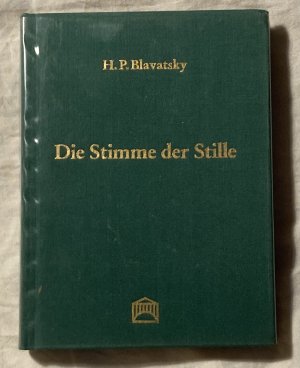 H. P. Blavatsky
Die Stimme der Stille